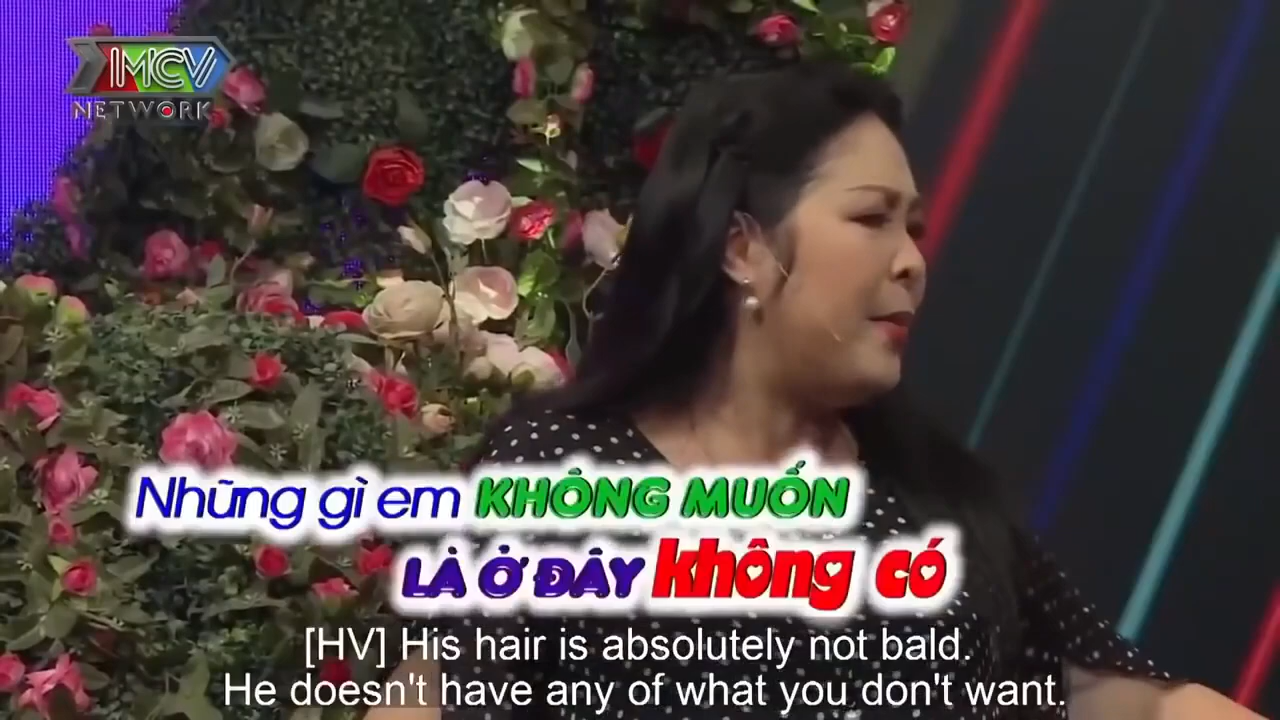 MCV
NETWORK
Những gì em KHÔNG MUỐN
LÀ Ở ĐÂY không có
[HV] His hair is absolutely not bald.
He doesn't have any of what you don't want.